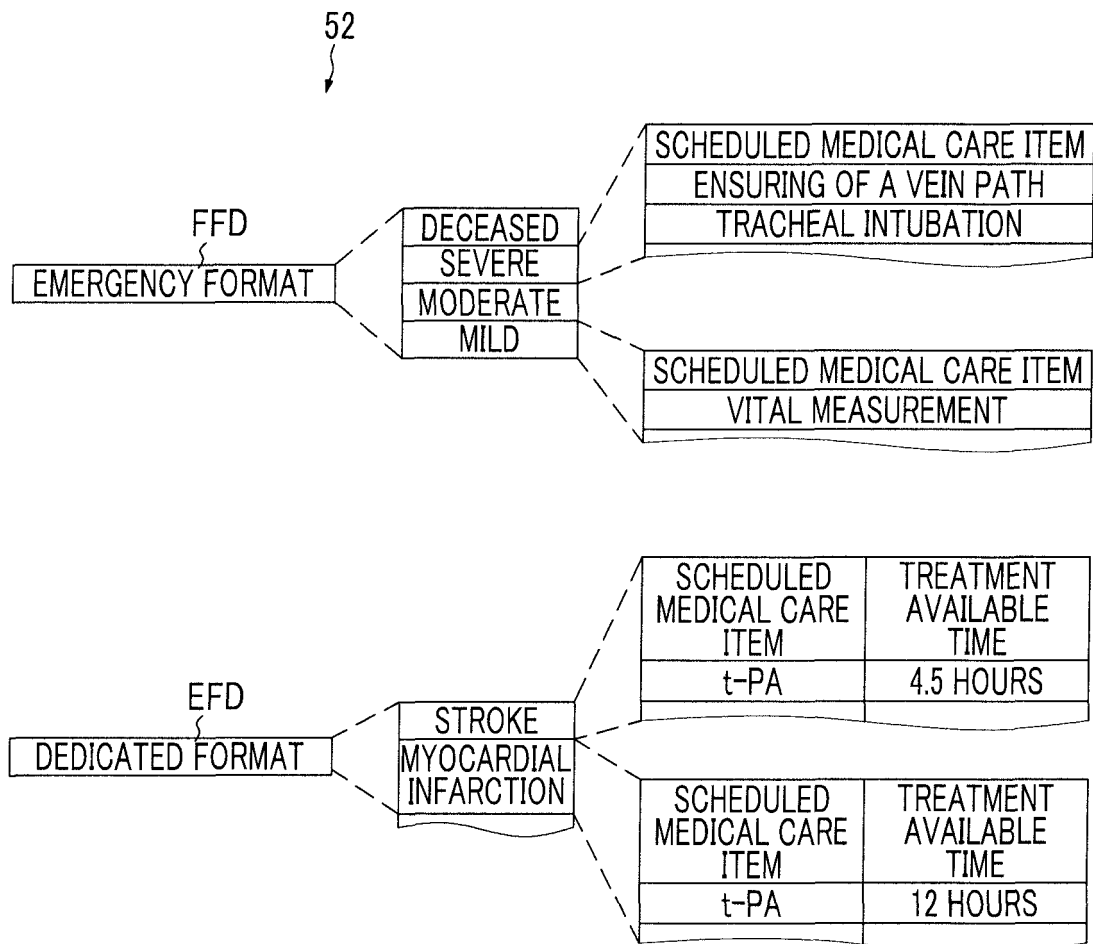 52
FFD
EMERGENCY FORMAT
DECEASED
SEVERE
MODERATE
MILD
SCHEDULED MEDICAL CARE ITEM
ENSURING OF A VEIN PATH
TRACHEAL INTUBATION
SCHEDULED MEDICAL CARE ITEM
VITAL MEASUREMENT
EFD
DEDICATED FORMAT
STROKE
MYOCARDIAL
INFARCTION
SCHEDULED
MEDICAL CARE
ITEM
TREATMENT
AVAILABLE
TIME
t-PA
4.5 HOURS
SCHEDULED
MEDICAL CARE
ITEM
TREATMENT
AVAILABLE
TIME
t-PA
12 HOURS